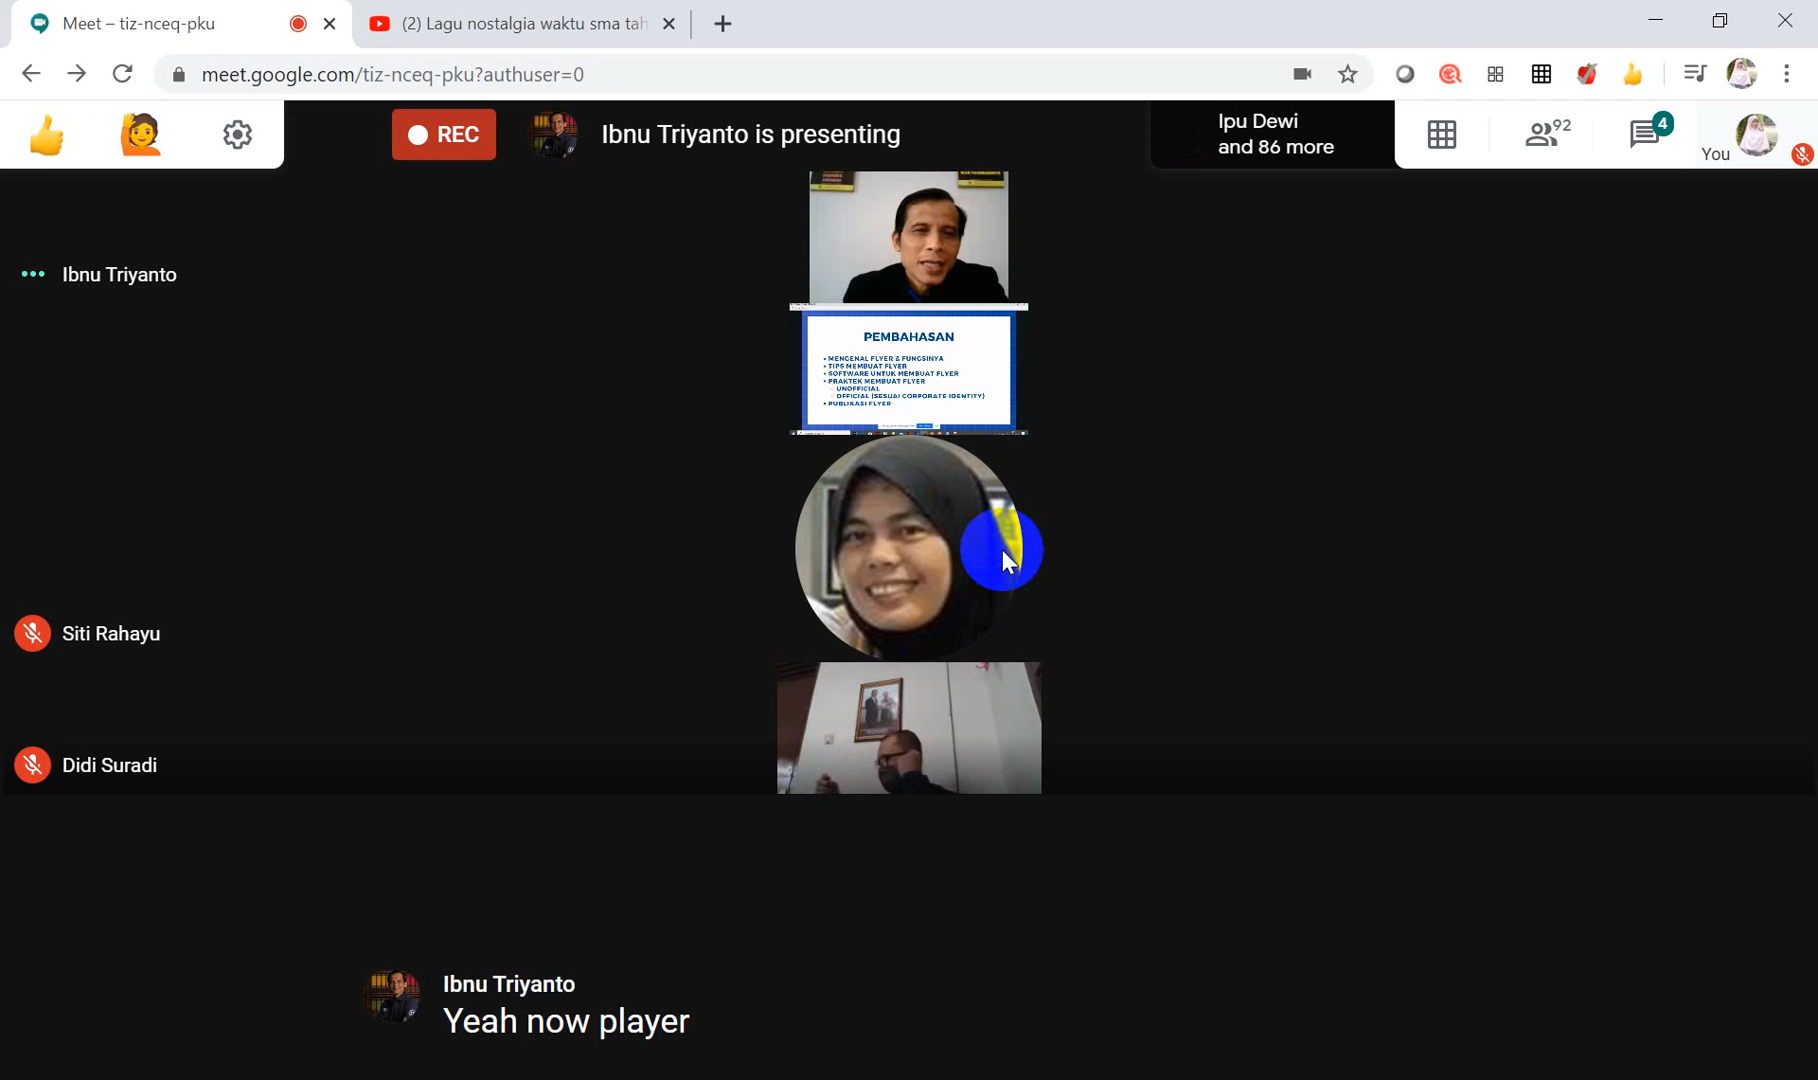 Meet – tiz-nceq-pku
(2) Lagu nostalgia waktu sma tah
meet.google.com/tiz-nceq-pku?authuser=0
REC
Ibnu Triyanto is presenting
Ipu Dewi
and 86 more
92
4
You
Ibnu Triyanto
PEMBAHASAN
• MENGENAL FLYER & FUNGSINYA
• TIPS MEMBUAT FLYER
• SOFTWARE UNTUK MEMBUAT FLYER
• PRAKTEK MEMBUAT FLYER
UNOFFICIAL
OFFICIAL (SESUAI CORPORATE IDENTITY)
• PUBLIKASI FLYER
Siti Rahayu
Didi Suradi
Ibnu Triyanto
Yeah now player